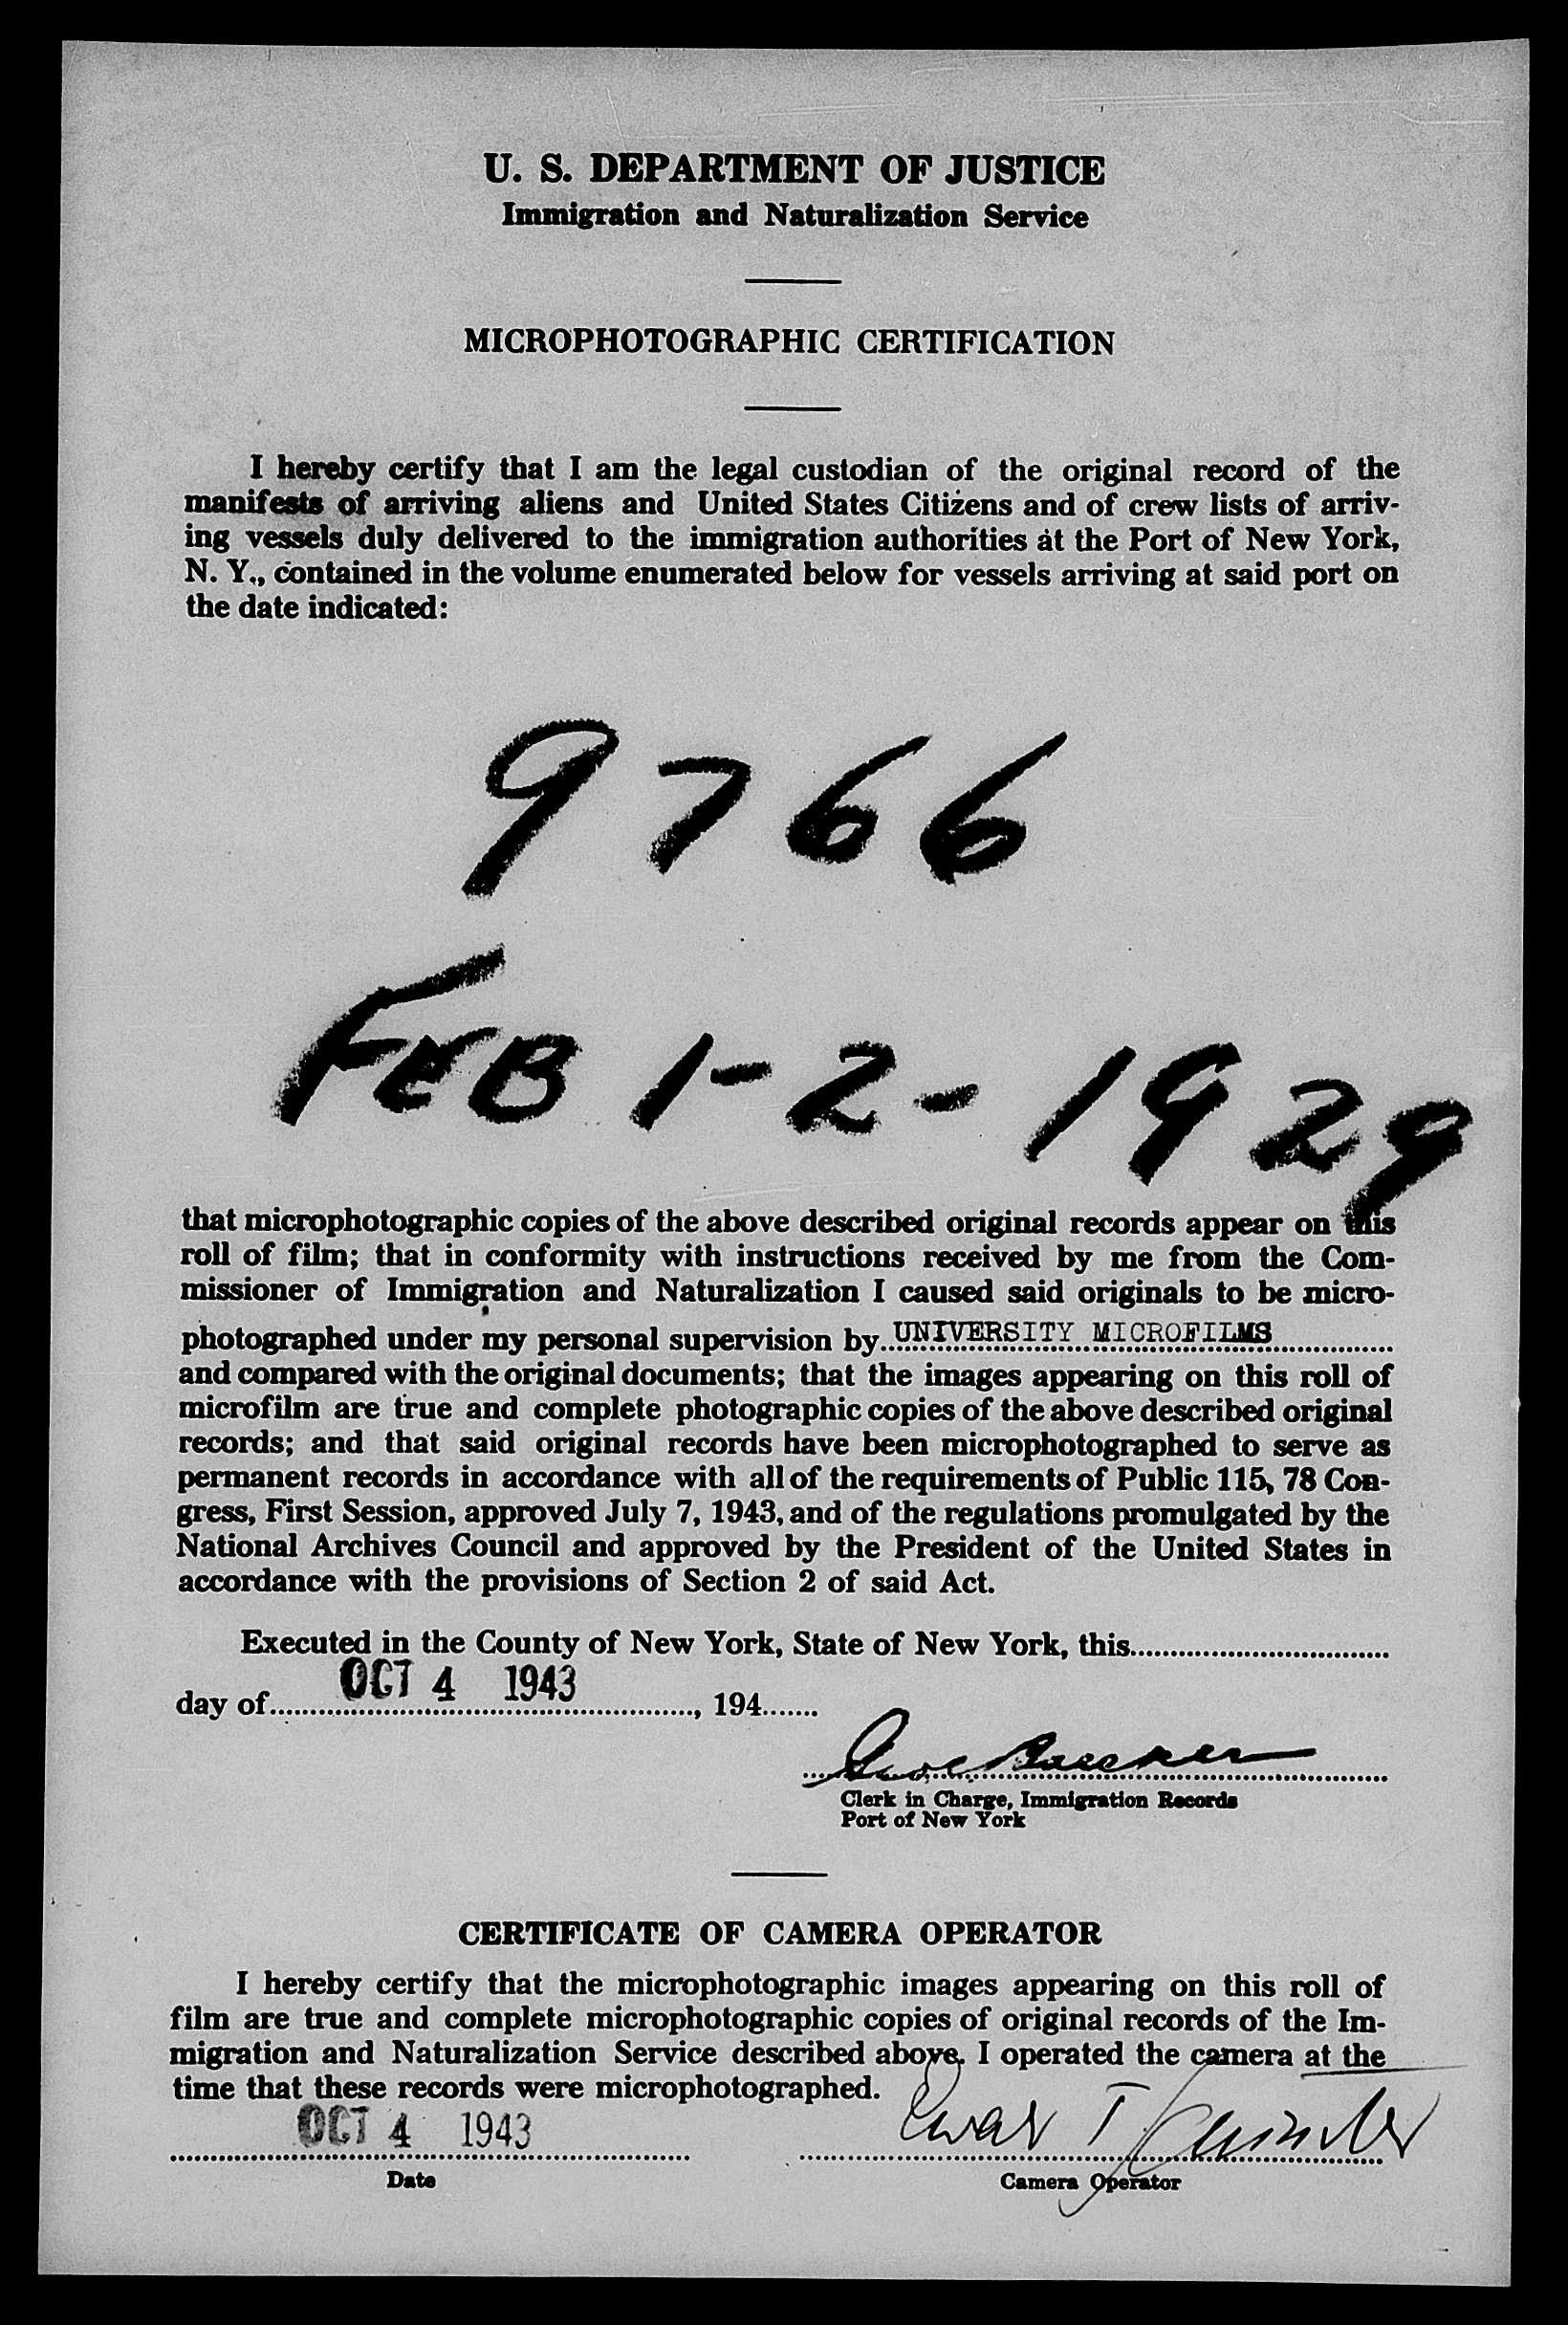 U. S. DEPARTMENT OF JUSTICE
Immigration and Naturalization Service
MICROPHOTOGRAPHIC CERTIFICATION
I hereby certify that I am the legal custodian of the original record of the
manifests of arriving aliens and United States Citizens and of crew lists of arriv-
ing vessels duly delivered to the immigration authorities at the Port of New York,
N. Y., contained in the volume enumerated below for vessels arriving at said port on
the date indicated:
9766
FEB 1-2-1929
that microphotographic copies of the above described original records appear on this
roll of film; that in conformity with instructions received by me from the Com-
missioner of Immigration and Naturalization I caused said originals to be micro-
photographed under my personal supervision by UNIVERSITY MICROFILMS
and compared with the original documents; that the images appearing on this roll of
microfilm are true and complete photographic copies of the above described original
records; and that said original records have been microphotographed to serve as
permanent records in accordance with all of the requirements of Public 115, 78 Con-
gress, First Session, approved July 7, 1943, and of the regulations promulgated by the
National Archives Council and approved by the President of the United States in
accordance with the provisions of Section 2 of said Act.
Executed in the County of New York, State of New York, this
day of OCT 4 1943, 194
Clerk in Charge, Immigration Records
Port of New York
CERTIFICATE OF CAMERA OPERATOR
I hereby certify that the microphotographic images appearing on this roll of
film are true and complete microphotographic copies of original records of the Im-
migration and Naturalization Service described above. I operated the camera at the
time that these records were microphotographed.
OCT 4 1943
Date
Camera Operator